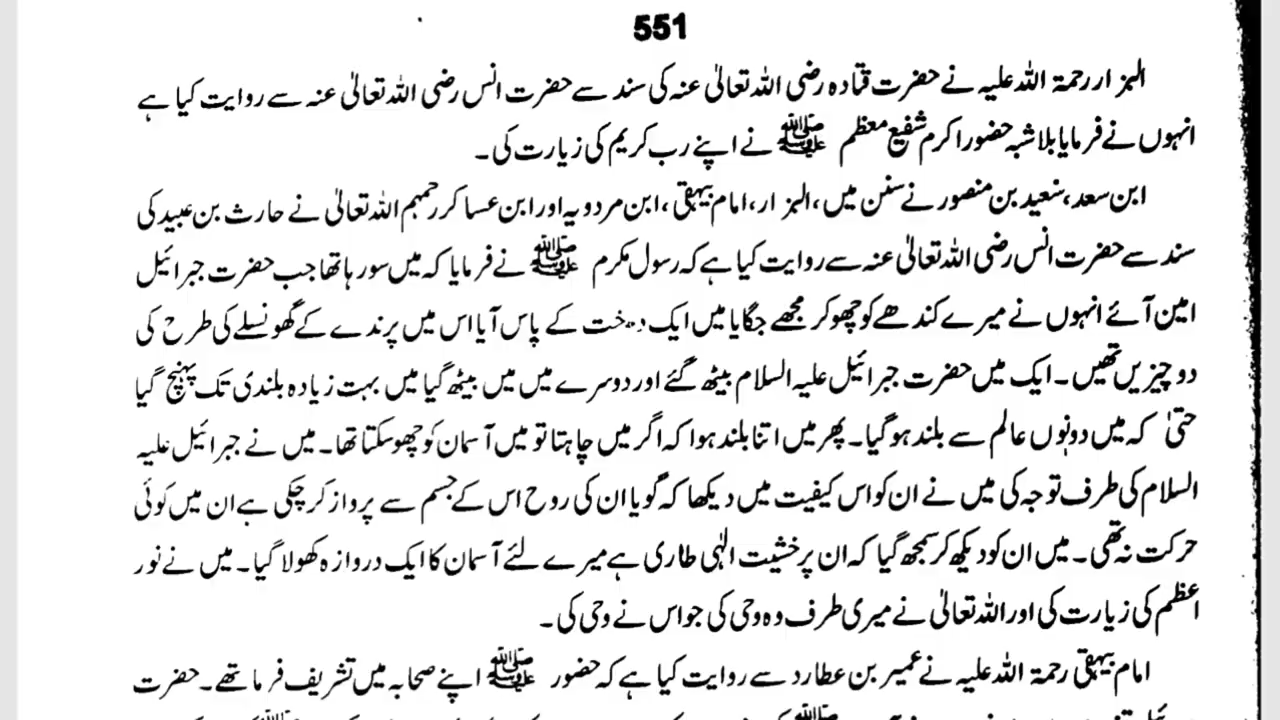 551
البزار رحمۃ اللہ علیہ نے حضرت قتادہ رضی اللہ تعالیٰ عنہ کی سند سے حضرت انس رضی اللہ تعالیٰ عنہ سے روایت کیا ہے
انہوں نے فرمایا بلا شبہ حضور اکرم شفیع معظم ﷺ نے اپنے رب کریم کی زیارت کی۔
ابن سعد، سعید بن منصور نے سنن میں، البزار، امام بیہقی، ابن مردویہ اور ابن عساکر رحمہم اللہ تعالیٰ نے حارث بن عبید کی
سند سے حضرت انس رضی اللہ تعالیٰ عنہ سے روایت کیا ہے کہ رسول مکرم ﷺ نے فرمایا کہ میں سو رہا تھا جب حضرت جبرائیل
امین آئے انہوں نے میرے کندھے کو چھو کر مجھے جگایا میں ایک درخت کے پاس آیا اس میں پرندے کے گھونسلے کی طرح کی
دو چیزیں تھیں۔ ایک میں حضرت جبرائیل علیہ السلام بیٹھ گئے اور دوسرے میں میں بیٹھ گیا میں بہت زیادہ بلندی تک پہنچ گیا
حتیٰ کہ میں دونوں عالم سے بلند ہو گیا۔ پھر میں اتنا بلند ہوا کہ اگر میں چاہتا تو میں آسمان کو چھو سکتا تھا۔ میں نے جبرائیل علیہ
السلام کی طرف توجہ کی میں نے ان کو اس کیفیت میں دیکھا کہ گویا ان کی روح اس کے جسم سے پرواز کر چکی ہے ان میں کوئی
حرکت نہ تھی۔ میں ان کو دیکھ کر سمجھ گیا کہ ان پر خشیت الٰہی طاری ہے میرے لئے آسمان کا ایک دروازہ کھولا گیا۔ میں نے نور
اعظم کی زیارت کی اور اللہ تعالیٰ نے میری طرف وہ وحی کی جو اس نے وحی کی۔
امام بیہقی رحمۃ اللہ علیہ نے عمیر بن عطارد سے روایت کیا ہے کہ حضور ﷺ اپنے صحابہ میں تشریف فرما تھے۔ حضرت